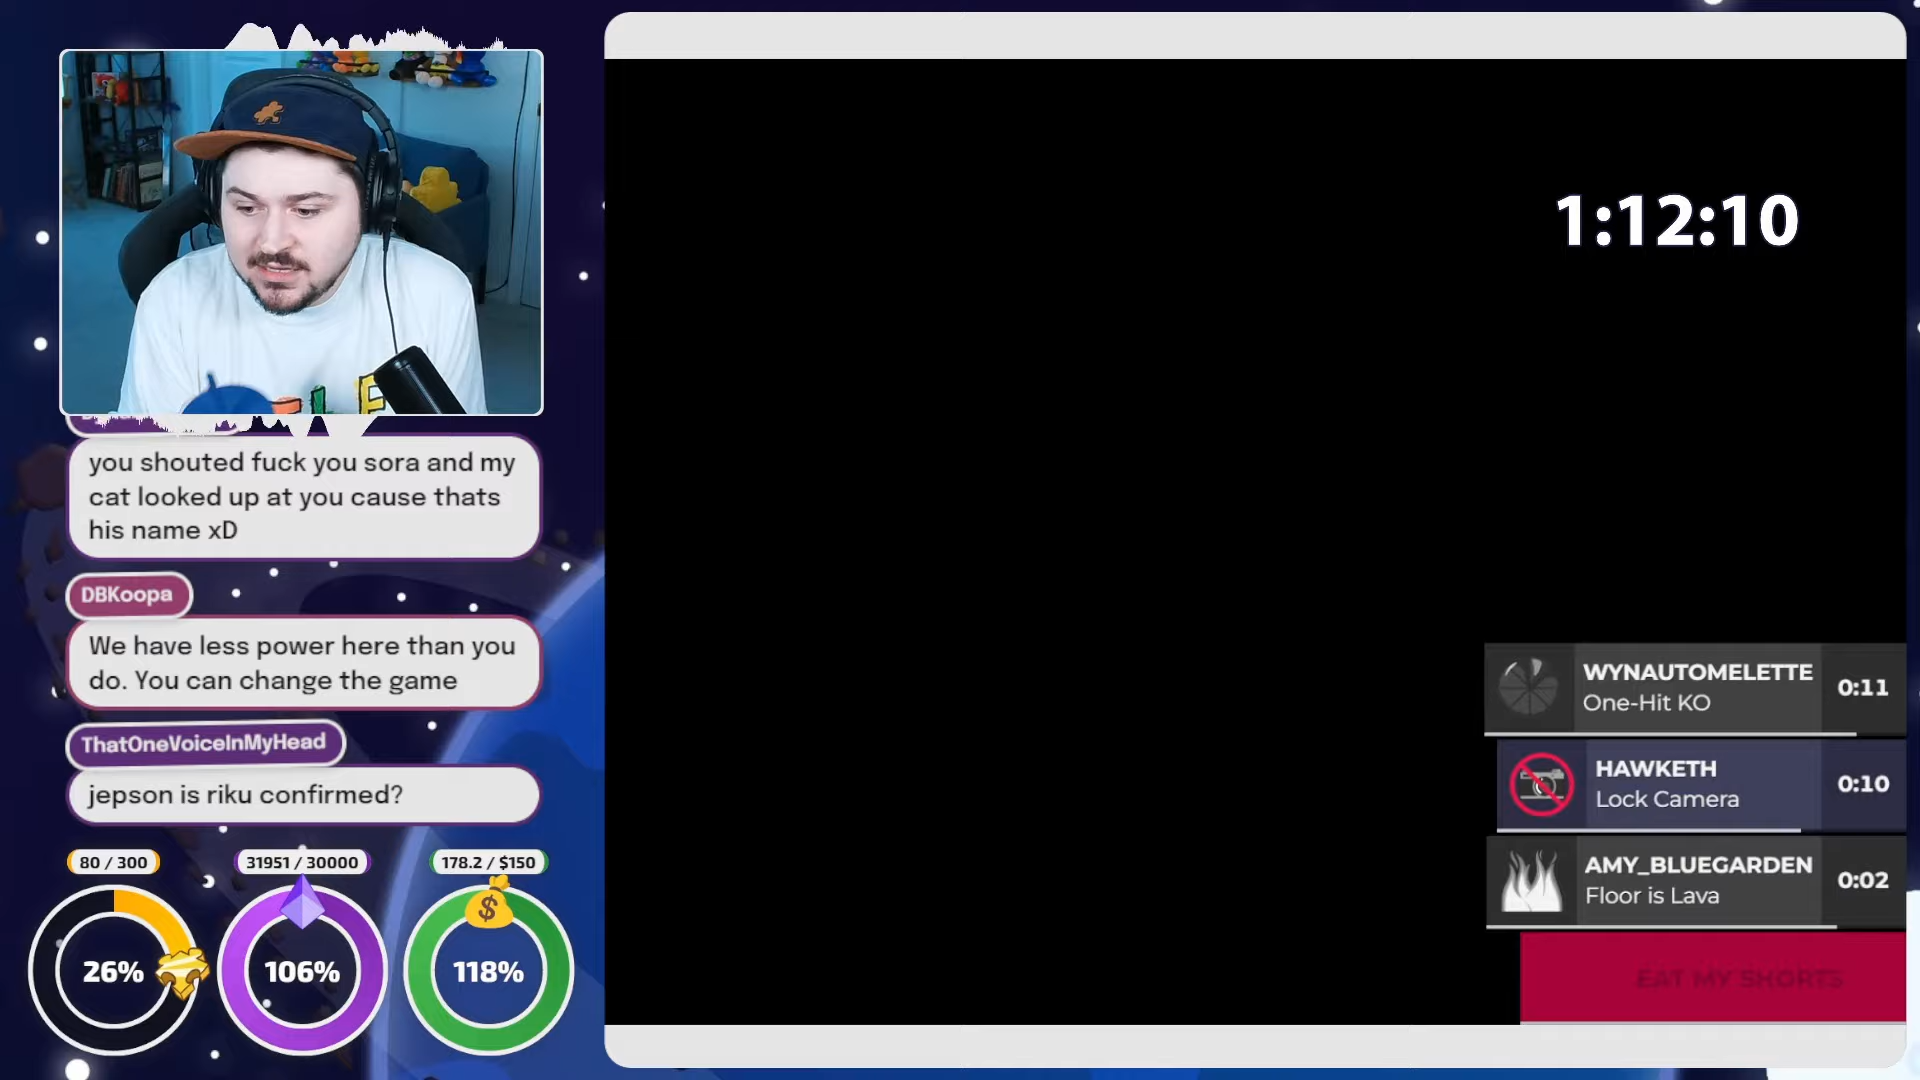 you shouted fuck you sora and my
cat looked up at you cause thats
his name xD
DBKoopa
We have less power here than you
do. You can change the game
ThatOneVoiceInMyHead
jepson is riku confirmed?
80 / 300
31951 / 30000
178.2 / $150
26%
106%
118%
1:12:10
WYNAUTOMELETTE
One-Hit KO
0:11
HAWKETH
Lock Camera
0:10
AMY_BLUEGARDEN
Floor is Lava
0:02
EAT MY SHORTS